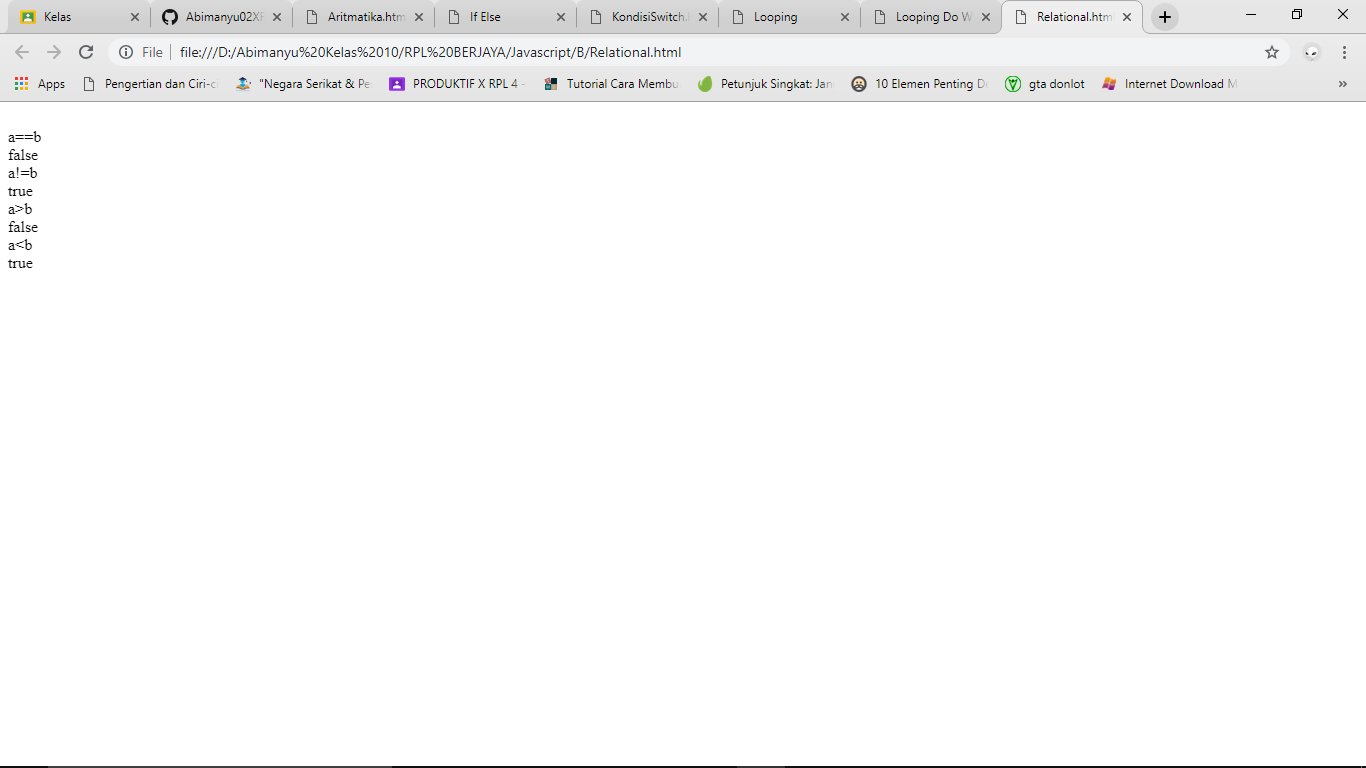 Kelas
Abimanyu02XR
Aritmatika.htm
If Else
KondisiSwitch.
Looping
Looping Do W
Relational.htm
File
file:///D:/Abimanyu%20Kelas%2010/RPL%20BERJAYA/Javascript/B/Relational.html
Apps
Pengertian dan Ciri-c
"Negara Serikat & Pe
PRODUKTIF X RPL 4 -
Tutorial Cara Membu
Petunjuk Singkat: Jan
10 Elemen Penting De
gta donlot
Internet Download M
»
a==b
false
a!=b
true
a>b
false
a<b
true